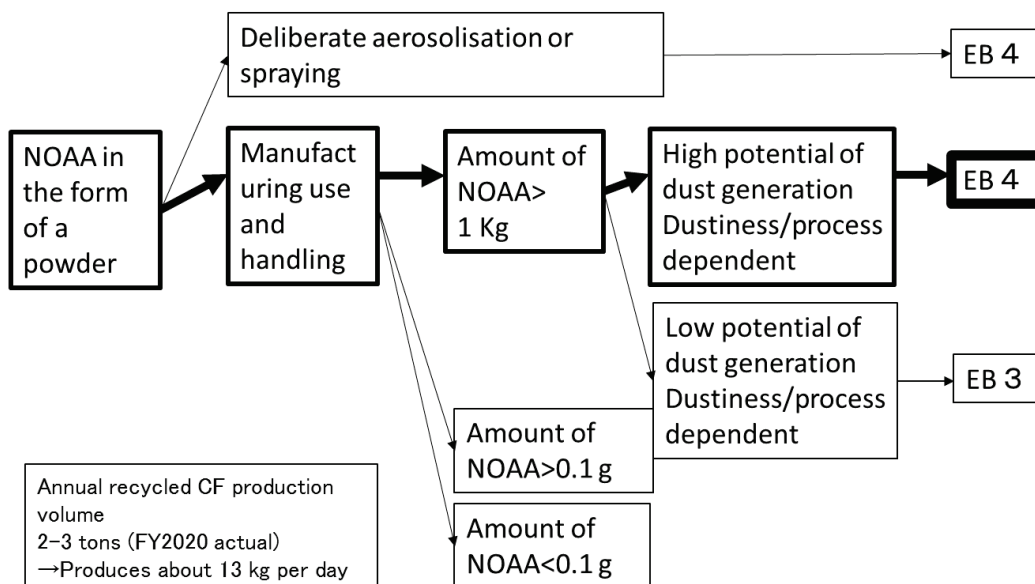 Deliberate aerosolisation or
spraying
EB 4
NOAA in
the form
of a
powder
Manufact
uring use
and
handling
Amount of
NOAA>
1 Kg
High potential of
dust generation
Dustiness/process
dependent
EB 4
Low potential of
dust generation
Dustiness/process
dependent
EB 3
Amount of
NOAA>0.1 g
Amount of
NOAA<0.1 g
Annual recycled CF production
volume
2-3 tons (FY2020 actual)
→Produces about 13 kg per day